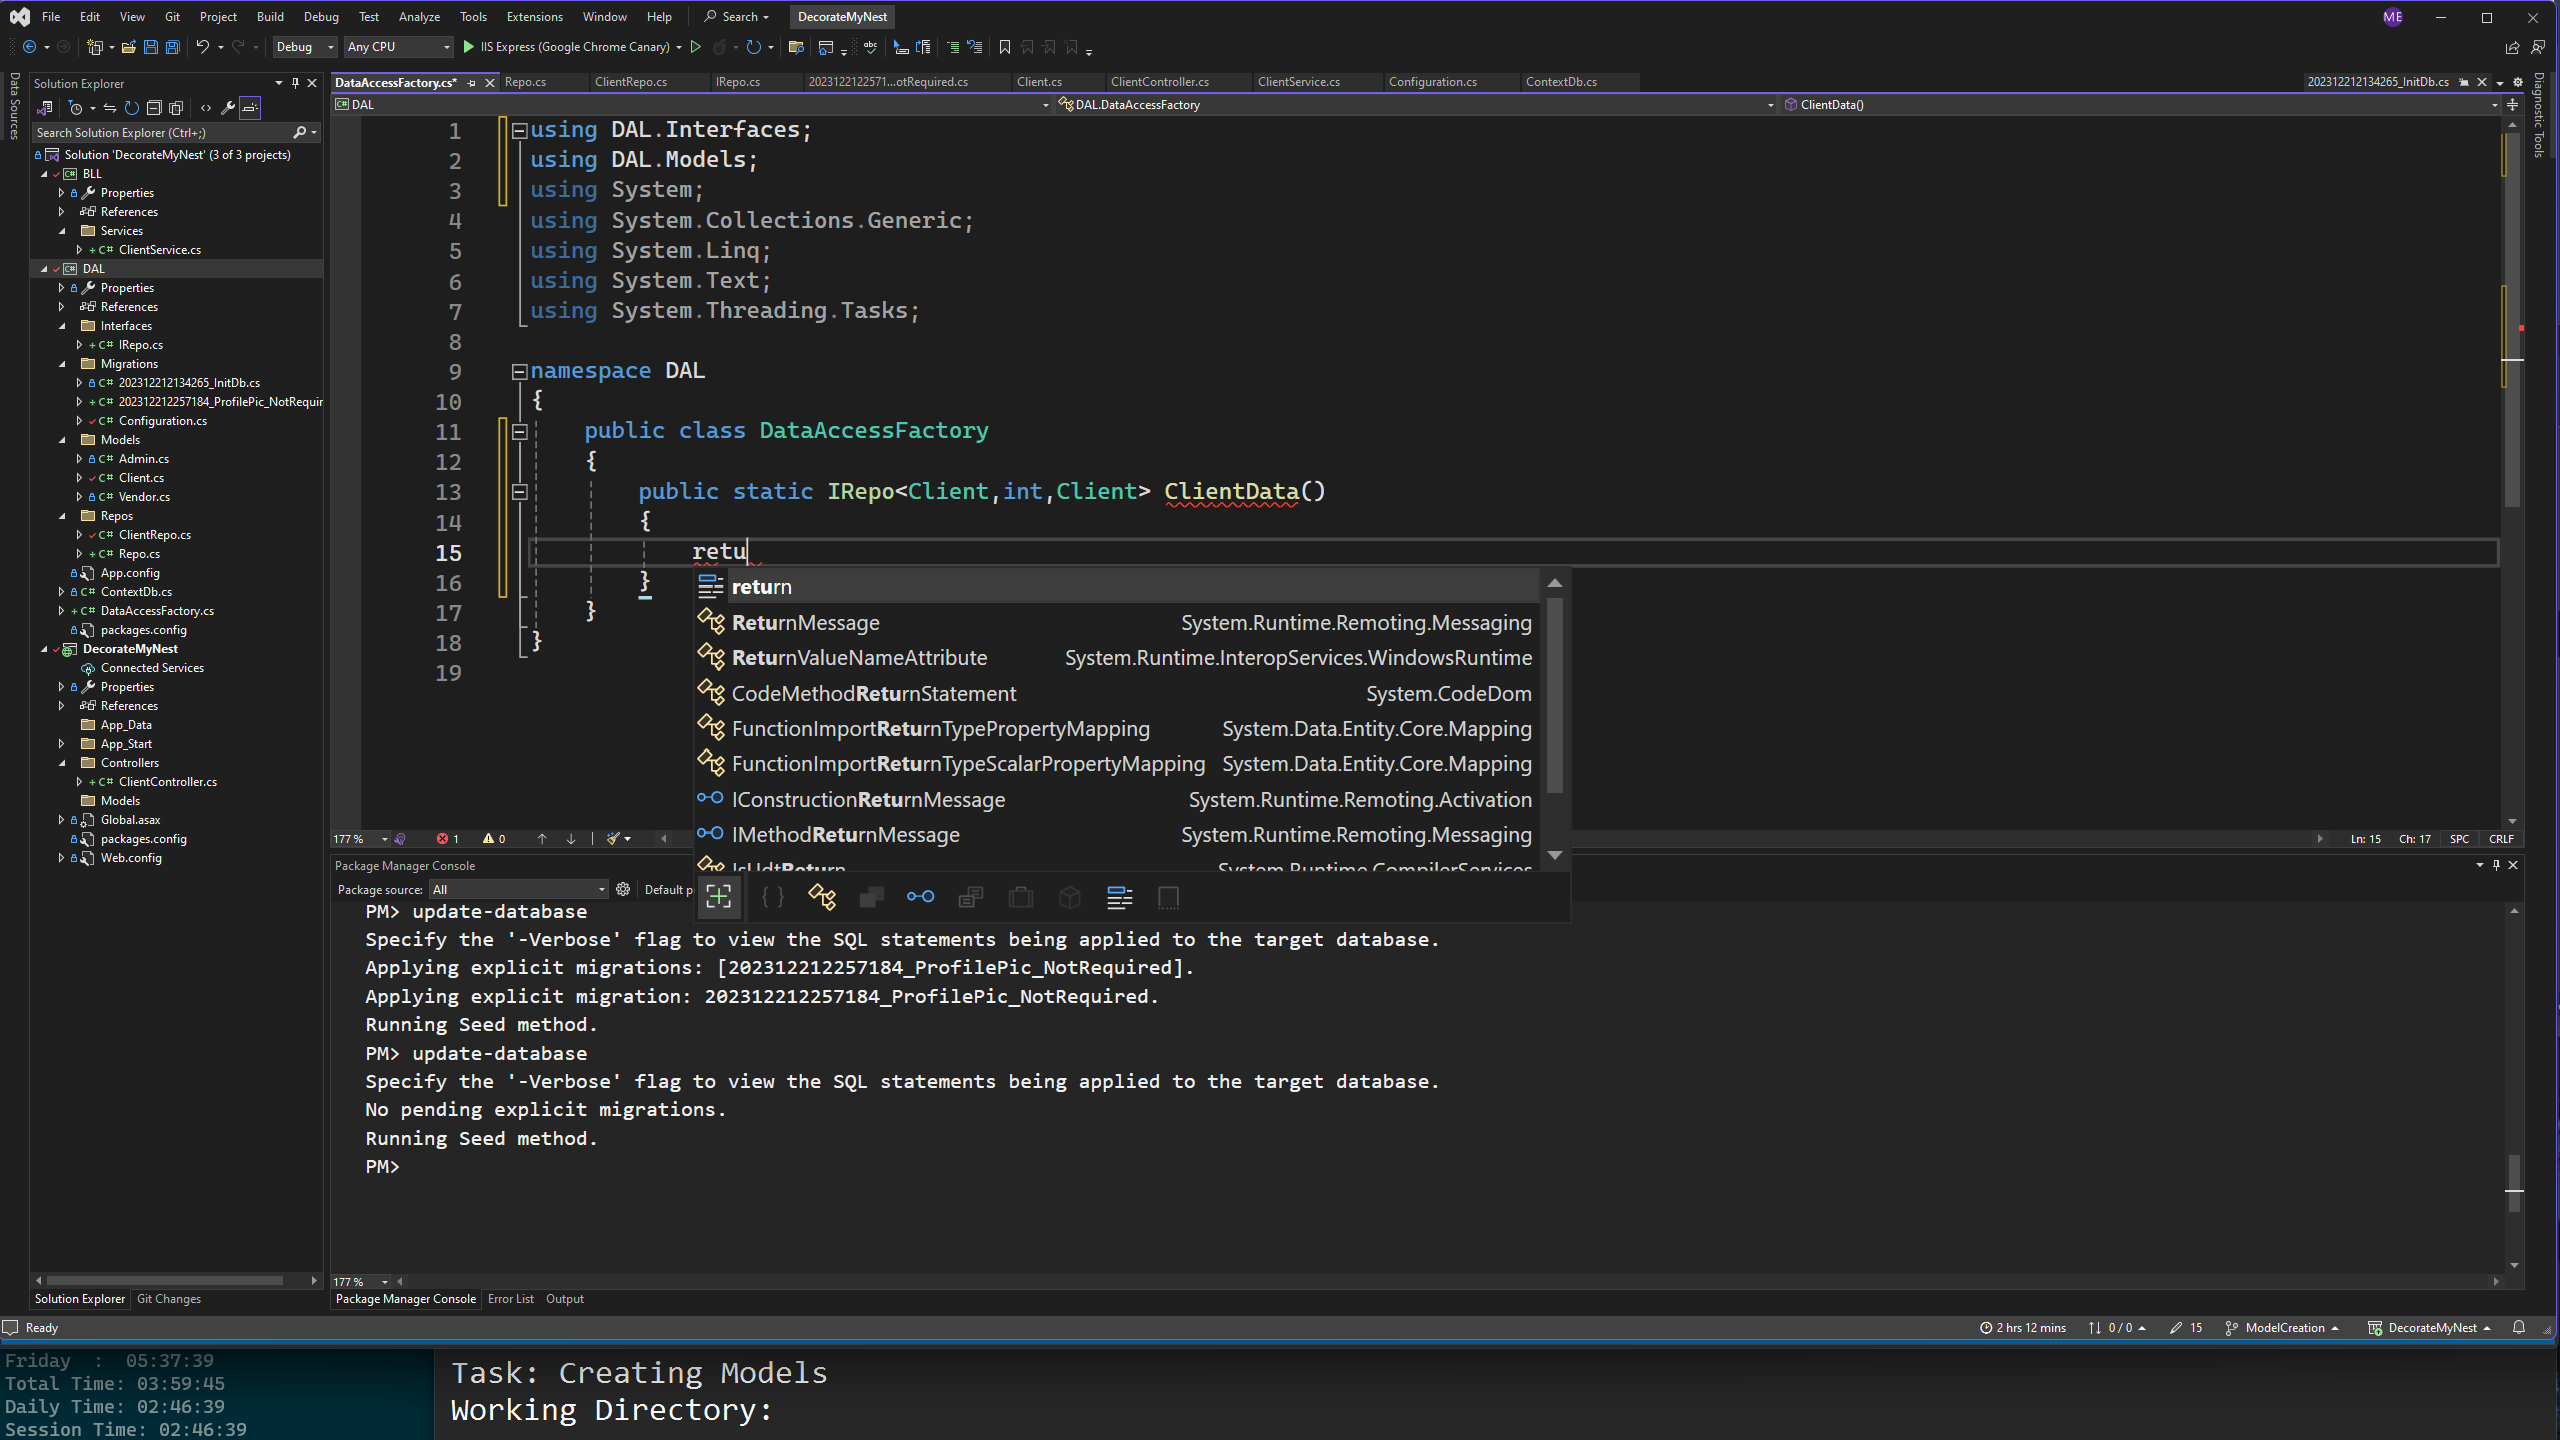 File Edit View Git Project Build Debug Test Analyze Tools Extensions Window Help Search DecorateMyNest ME
Debug Any CPU IIS Express (Google Chrome Canary)
Data Sources
Solution Explorer
Search Solution Explorer (Ctrl+;)
Solution 'DecorateMyNest' (3 of 3 projects)
BLL
Properties
References
Services
C# ClientService.cs
DAL
Properties
References
Interfaces
C# IRepo.cs
Migrations
C# 202312212134265_InitDb.cs
C# 202312212257184_ProfilePic_NotRequir
C# Configuration.cs
Models
C# Admin.cs
C# Client.cs
C# Vendor.cs
Repos
C# ClientRepo.cs
C# Repo.cs
App.config
C# ContextDb.cs
C# DataAccessFactory.cs
packages.config
DecorateMyNest
Connected Services
Properties
References
App_Data
App_Start
Controllers
C# ClientController.cs
Models
Global.asax
packages.config
Web.config
Solution Explorer Git Changes
DataAccessFactory.cs* Repo.cs ClientRepo.cs IRepo.cs 2023122122571...otRequired.cs Client.cs ClientController.cs ClientService.cs Configuration.cs ContextDb.cs 202312212134265_InitDb.cs
DAL DAL.DataAccessFactory ClientData()
Diagnostic Tools
1 using DAL.Interfaces;
2 using DAL.Models;
3 using System;
4 using System.Collections.Generic;
5 using System.Linq;
6 using System.Text;
7 using System.Threading.Tasks;
8
9 namespace DAL
10 {
11 public class DataAccessFactory
12 {
13 public static IRepo<Client,int,Client> ClientData()
14 {
15 retu
16 }
17 }
18 }
19
return
ReturnMessage System.Runtime.Remoting.Messaging
ReturnValueNameAttribute System.Runtime.InteropServices.WindowsRuntime
CodeMethodReturnStatement System.CodeDom
FunctionImportReturnTypePropertyMapping System.Data.Entity.Core.Mapping
FunctionImportReturnTypeScalarPropertyMapping System.Data.Entity.Core.Mapping
IConstructionReturnMessage System.Runtime.Remoting.Activation
IMethodReturnMessage System.Runtime.Remoting.Messaging
IsUdtReturn System.Runtime.CompilerServices
177 % 1 0 Ln: 15 Ch: 17 SPC CRLF
Package Manager Console
Package source: All Default p
PM> update-database
Specify the '-Verbose' flag to view the SQL statements being applied to the target database.
Applying explicit migrations: [202312212257184_ProfilePic_NotRequired].
Applying explicit migration: 202312212257184_ProfilePic_NotRequired.
Running Seed method.
PM> update-database
Specify the '-Verbose' flag to view the SQL statements being applied to the target database.
No pending explicit migrations.
Running Seed method.
PM>
177 %
Package Manager Console Error List Output
Ready 2 hrs 12 mins 0 / 0 15 ModelCreation DecorateMyNest
Friday : 05:37:39
Total Time: 03:59:45
Daily Time: 02:46:39
Session Time: 02:46:39
Task: Creating Models
Working Directory: